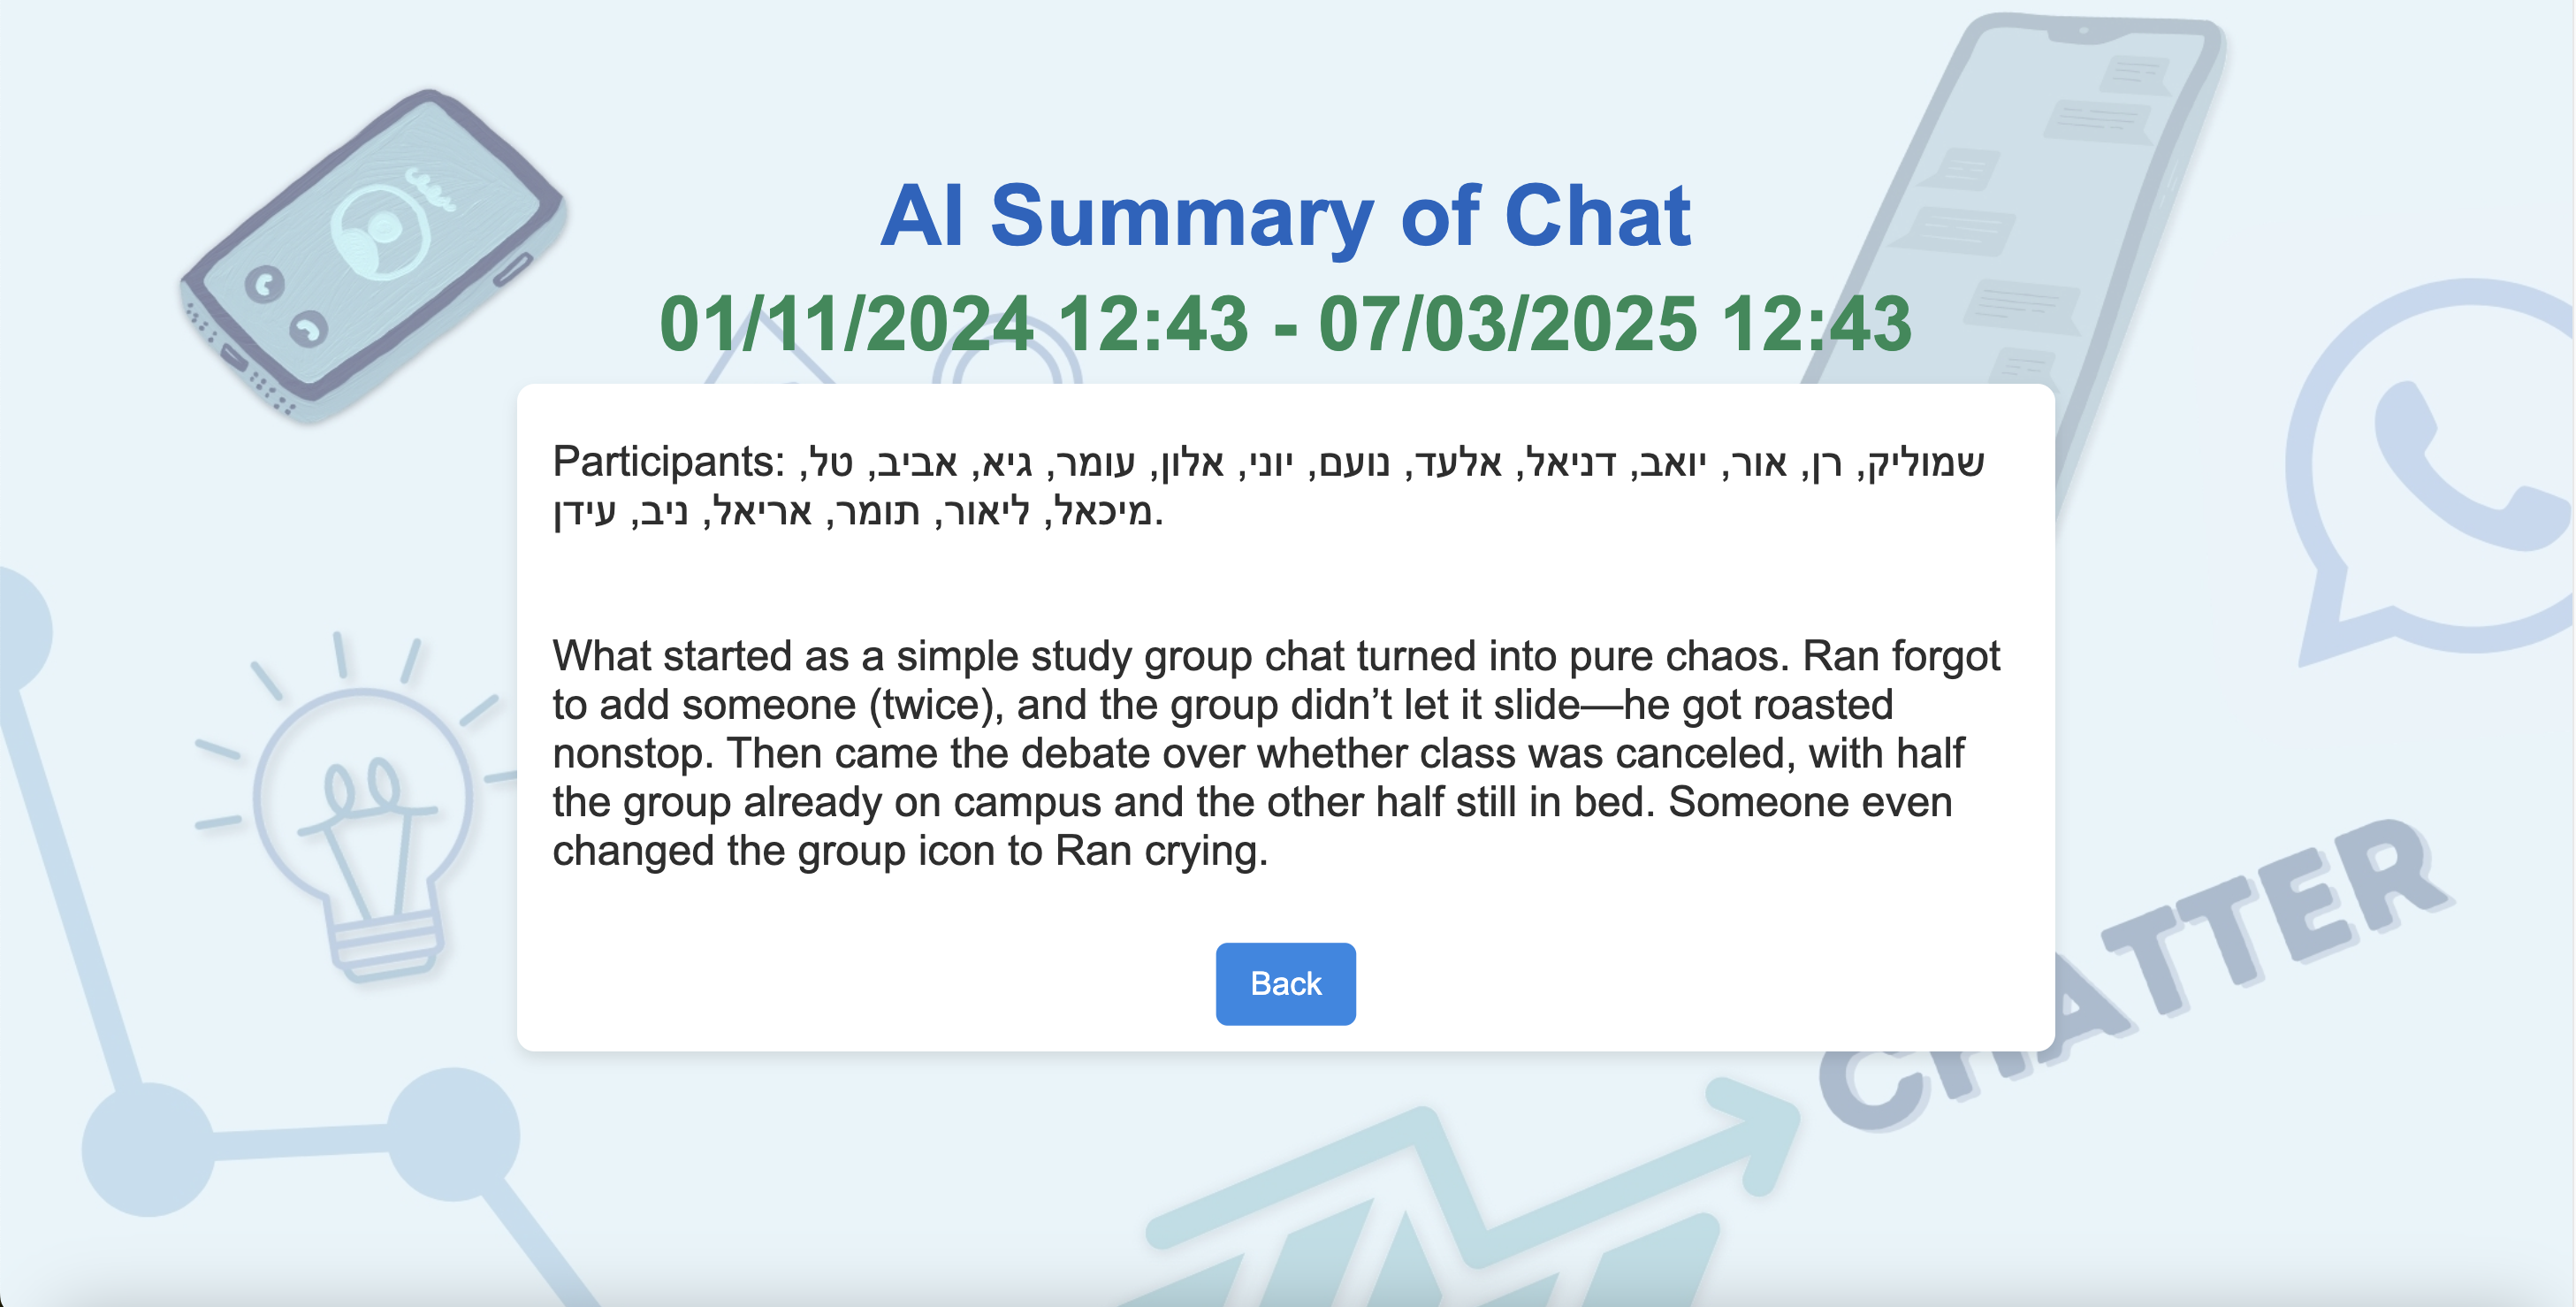 AI Summary of Chat
01/11/2024 12:43 - 07/03/2025 12:43
Participants: שמוליק, רן, אור, יואב, דניאל, אלעד, נועם, יוני, אלון, עומר, גיא, אביב, טל,
מיכאל, ליאור, תומר, אריאל, ניב, עידן.
What started as a simple study group chat turned into pure chaos. Ran forgot
to add someone (twice), and the group didn’t let it slide—he got roasted
nonstop. Then came the debate over whether class was canceled, with half
the group already on campus and the other half still in bed. Someone even
changed the group icon to Ran crying.
Back
CHATTER